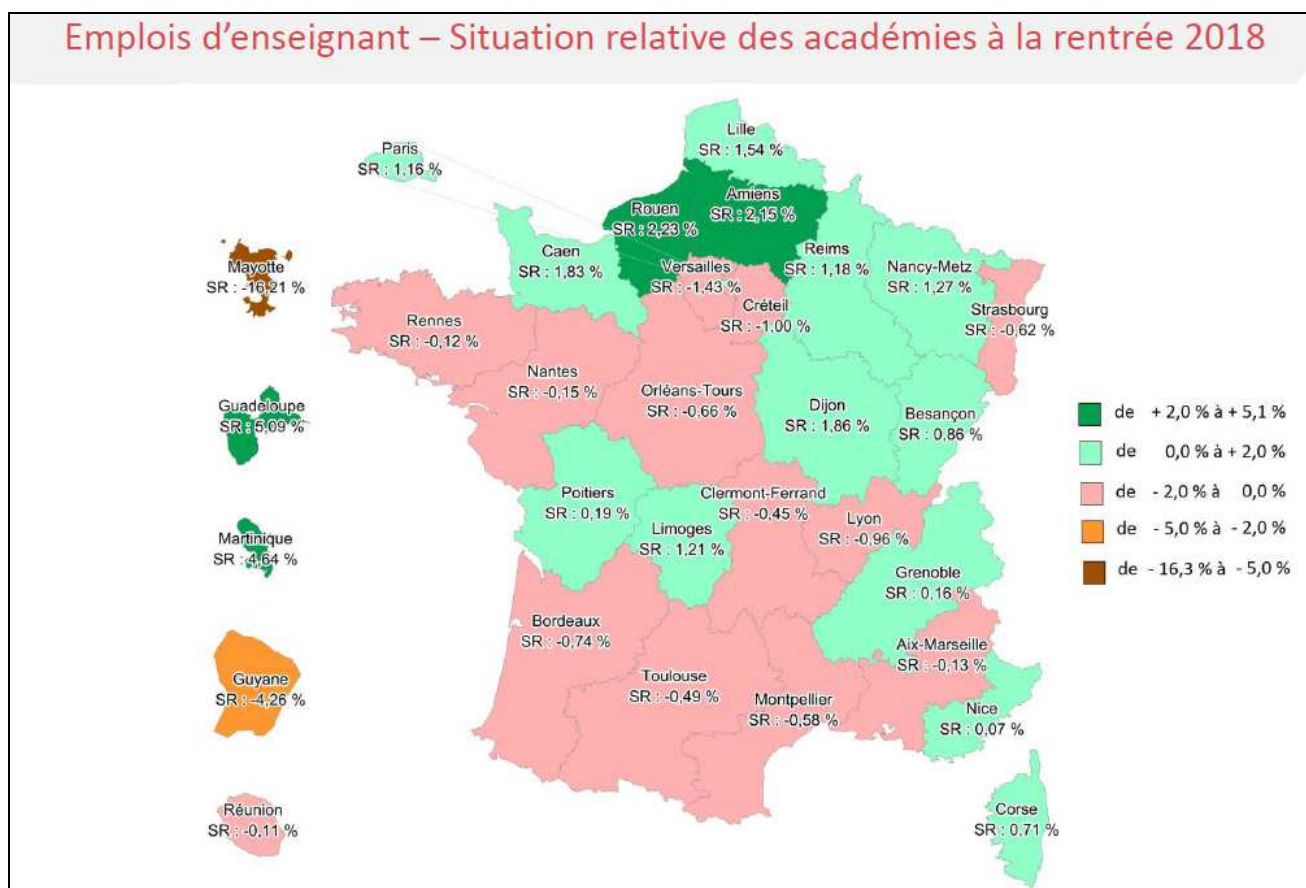 Emplois d'enseignant – Situation relative des académies à la rentrée 2018
Lille
SR : 1,54 %
Paris
SR : 1,16 %
Amiens
SR : 2,15 %
Rouen
SR : 2,23 %
Caen
SR : 1,83 %
Reims
SR : 1,18 %
Versailles
SR : -1,43 %
Nancy-Metz
SR : 1,27 %
Mayotte
SR : -16,21 %
Créteil
SR : -1,00 %
Strasbourg
SR : -0,62 %
Rennes
SR : -0,12 %
Nantes
SR : -0,15 %
Orléans-Tours
SR : -0,66 %
Dijon
SR : 1,86 %
Besançon
SR : 0,86 %
Guadeloupe
SR : 5,09 %
de + 2,0 % à + 5,1 %
de 0,0 % à + 2,0 %
de - 2,0 % à 0,0 %
de - 5,0 % à - 2,0 %
de - 16,3 % à - 5,0 %
Poitiers
SR : 0,19 %
Clermont-Ferrand
SR : -0,45 %
Limoges
SR : 1,21 %
Lyon
SR : -0,96 %
Martinique
SR : 4,64 %
Grenoble
SR : 0,16 %
Bordeaux
SR : -0,74 %
Aix-Marseille
SR : -0,13 %
Toulouse
SR : -0,49 %
Montpellier
SR : -0,58 %
Guyane
SR : -4,26 %
Nice
SR : 0,07 %
Réunion
SR : -0,11 %
Corse
SR : 0,71 %